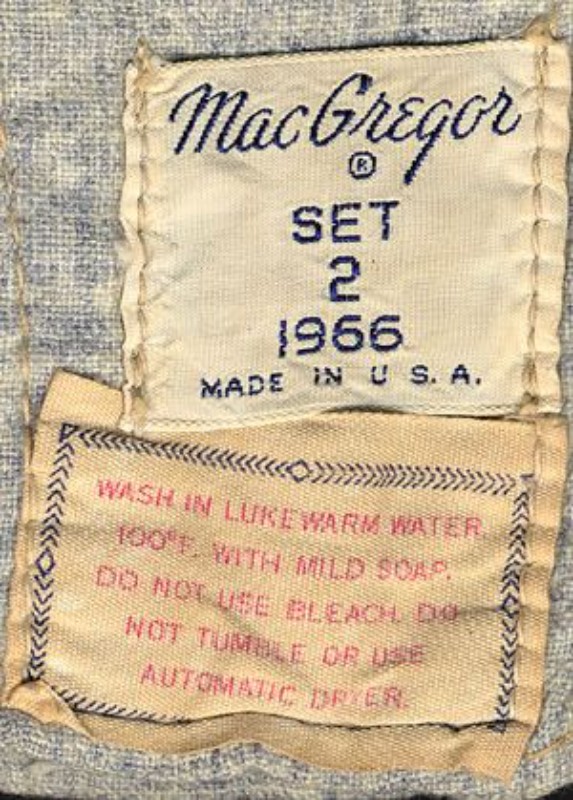 MacGregor
®
SET
2
1966
MADE IN U S. A.
WASH IN LUKEWARM WATER
100°F. WITH MILD SOAP.
DO NOT USE BLEACH. DO
NOT TUMBLE OR USE
AUTOMATIC DRYER.